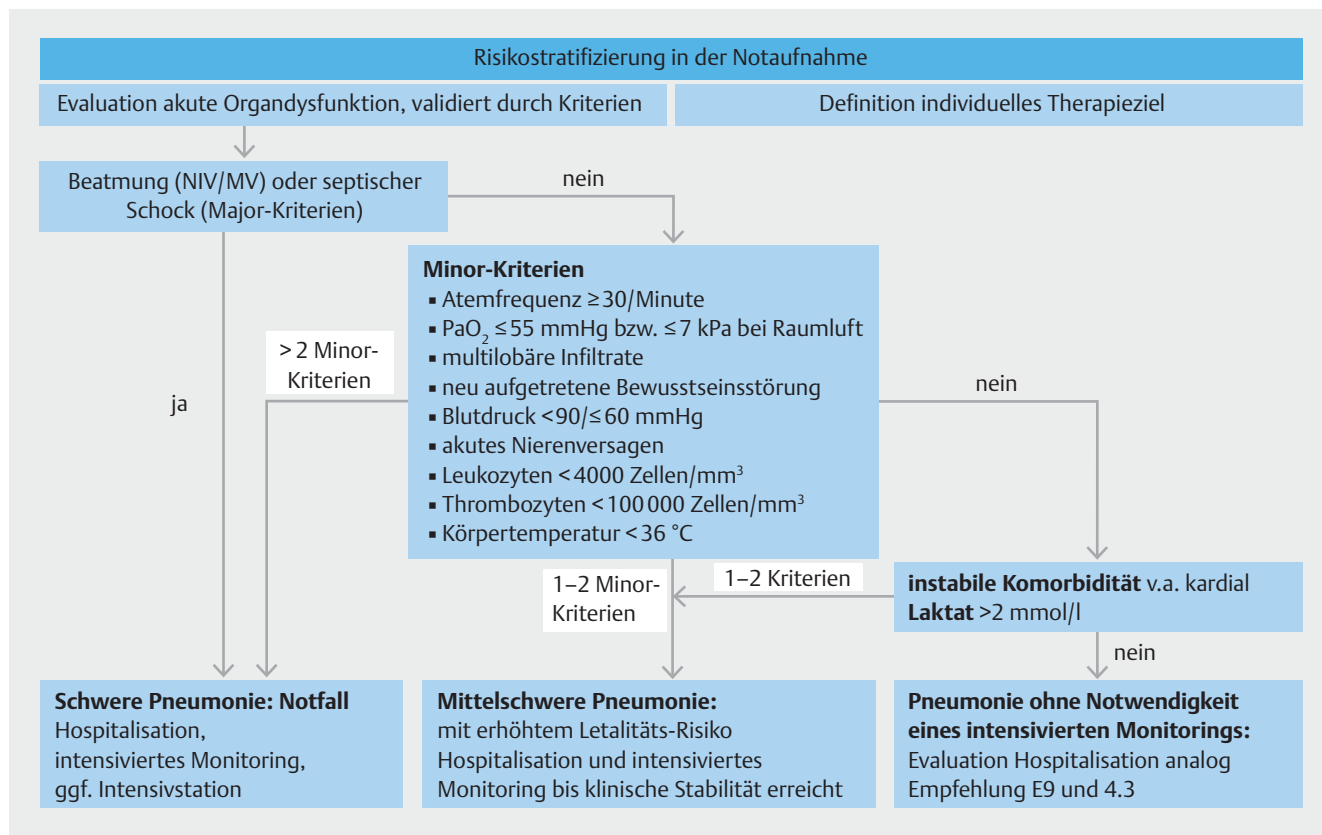 Risikostratifizierung in der Notaufnahme
Evaluation akute Organdysfunktion, validiert durch Kriterien
Definition individuelles Therapieziel
Beatmung (NIV/MV) oder septischer
Schock (Major-Kriterien)
nein
Minor-Kriterien
▪ Atemfrequenz ≥30/Minute
▪ PaO₂ ≤55 mmHg bzw. ≤7 kPa bei Raumluft
▪ multilobäre Infiltrate
▪ neu aufgetretene Bewusstseinsstörung
▪ Blutdruck <90/≤60 mmHg
▪ akutes Nierenversagen
▪ Leukozyten <4000 Zellen/mm³
▪ Thrombozyten <100 000 Zellen/mm³
▪ Körpertemperatur <36 °C
>2 Minor-
Kriterien
ja
nein
1–2 Minor-
Kriterien
1–2 Kriterien
instabile Komorbidität v.a. kardial
Laktat >2 mmol/l
nein
Schwere Pneumonie: Notfall
Hospitalisation,
intensiviertes Monitoring,
ggf. Intensivstation
Mittelschwere Pneumonie:
mit erhöhtem Letalitäts-Risiko
Hospitalisation und intensiviertes
Monitoring bis klinische Stabilität erreicht
Pneumonie ohne Notwendigkeit
eines intensivierten Monitorings:
Evaluation Hospitalisation analog
Empfehlung E9 und 4.3